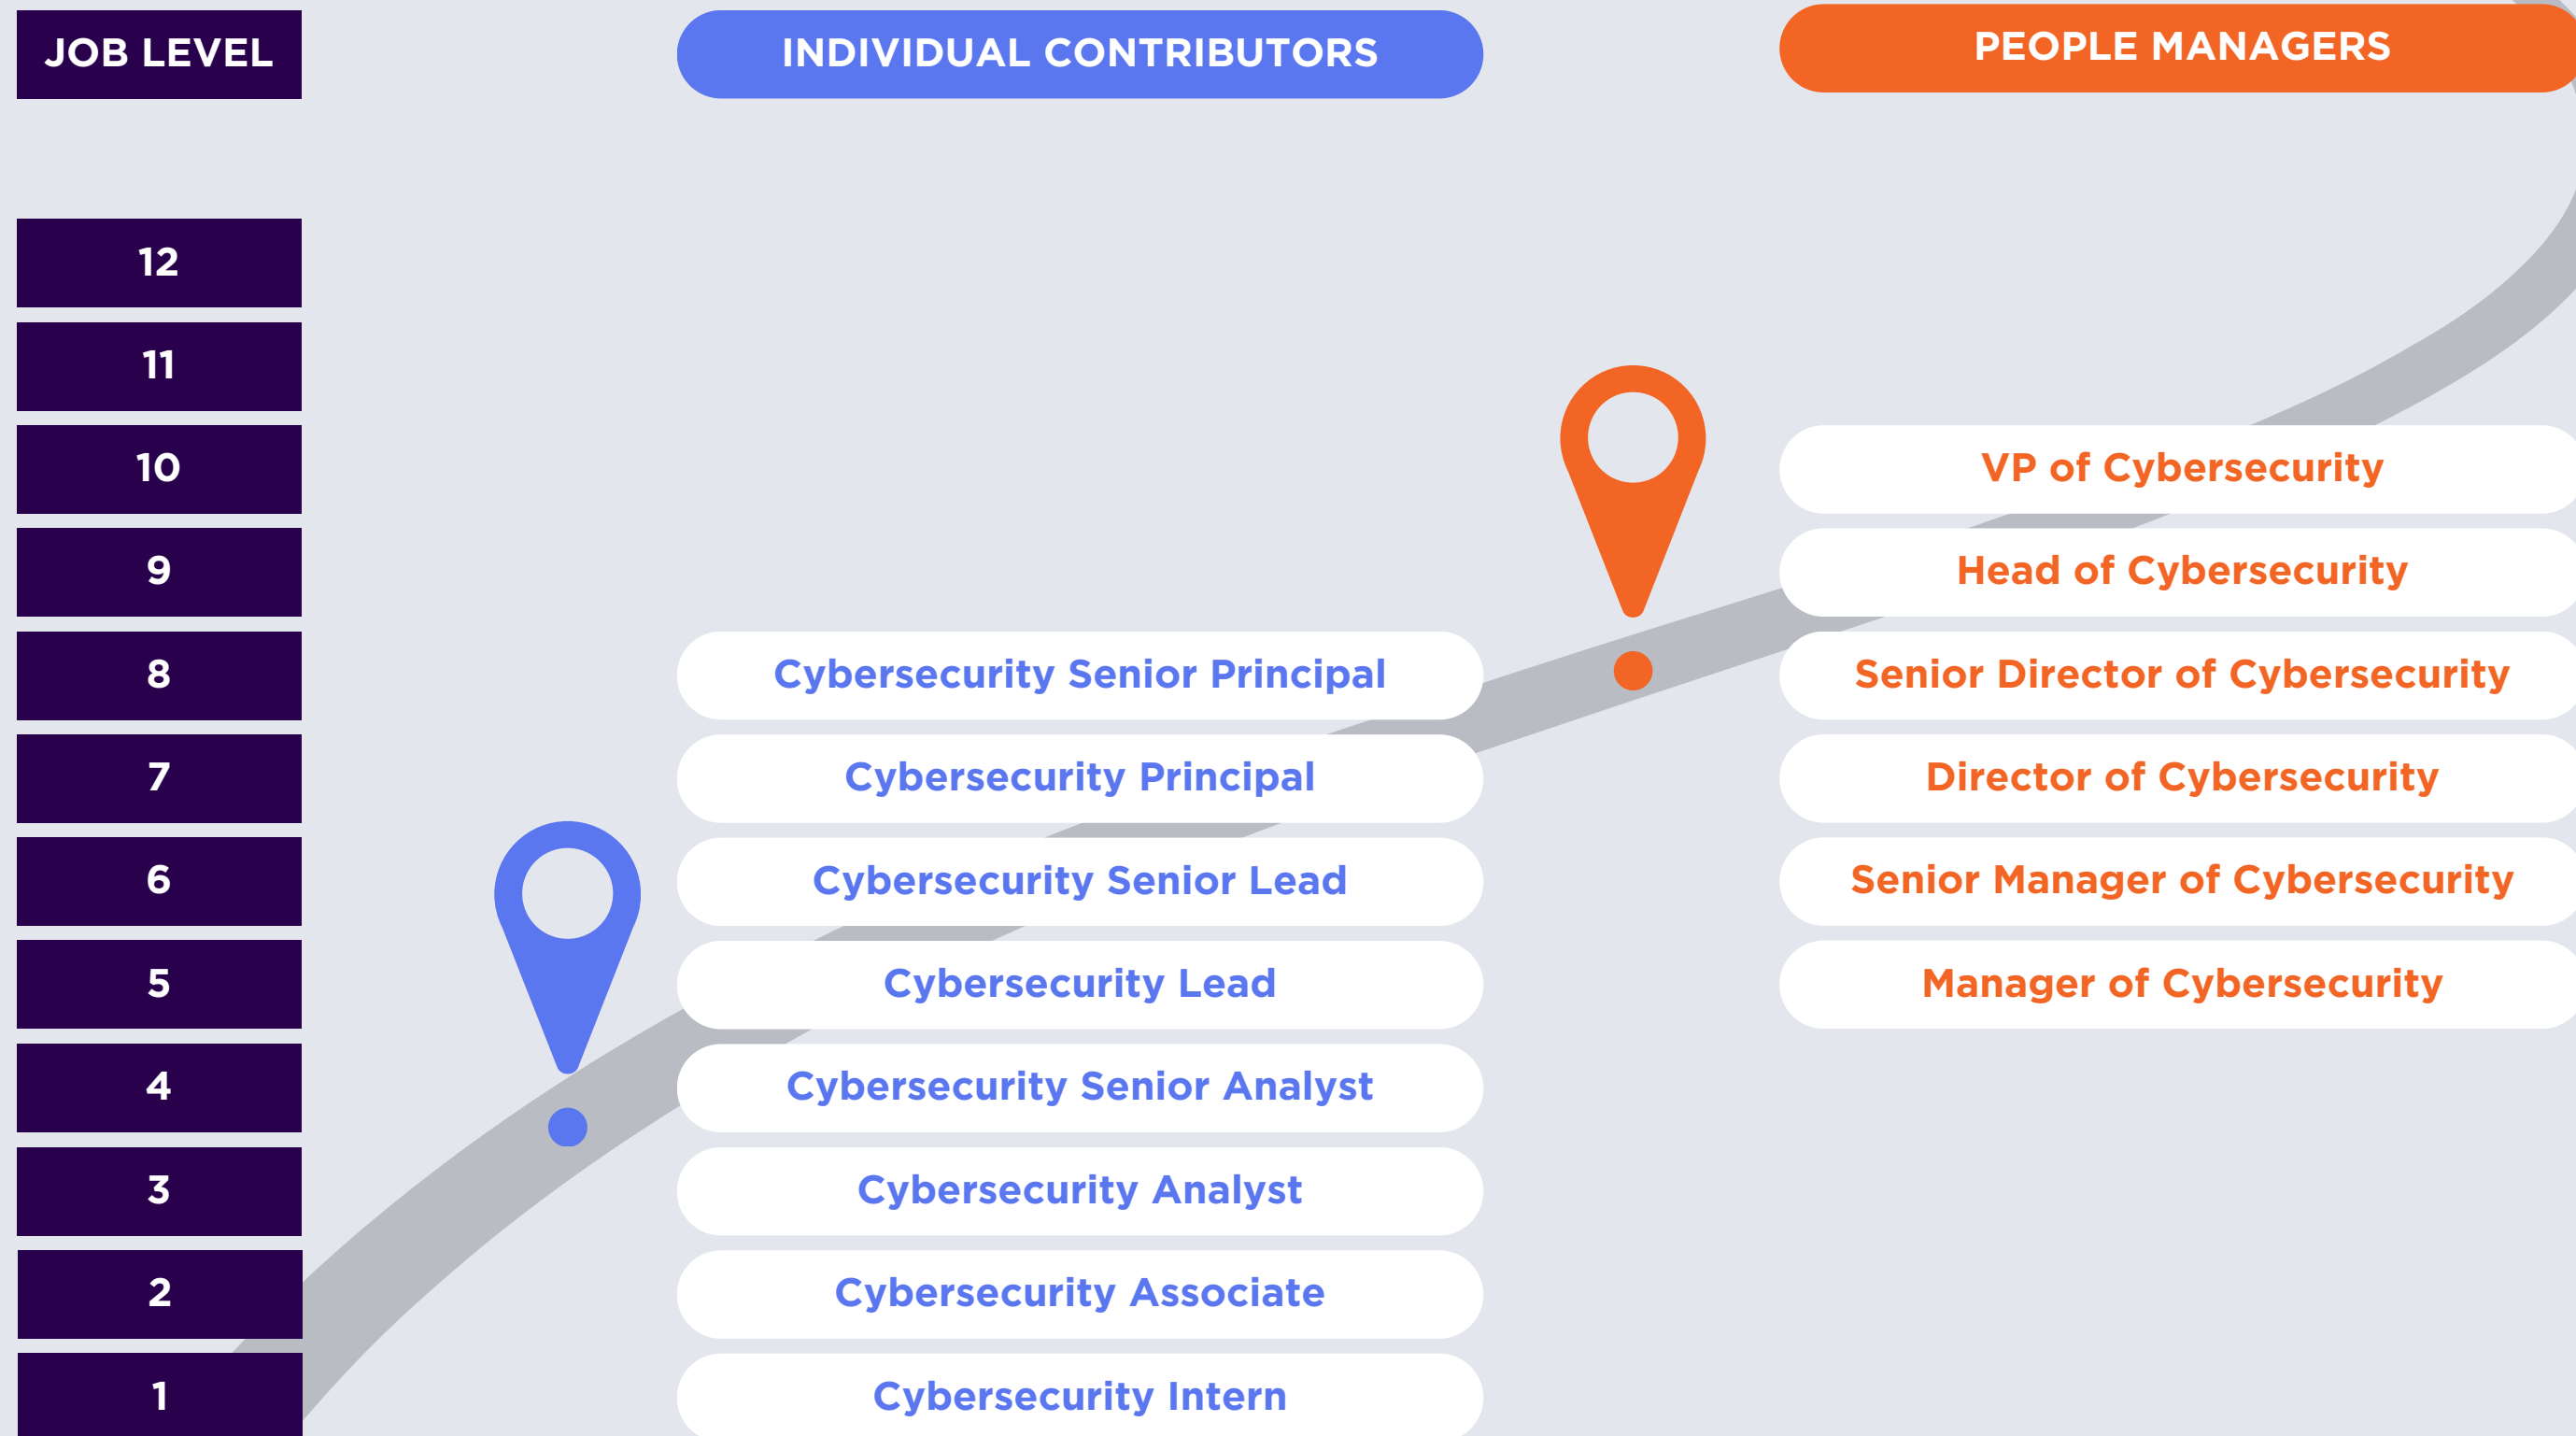 JOB LEVEL INDIVIDUAL CONTRIBUTORS PEOPLE MANAGERS
12
11
10 VP of Cybersecurity
9 Head of Cybersecurity
8 Cybersecurity Senior Principal Senior Director of Cybersecurity
7 Cybersecurity Principal Director of Cybersecurity
6 Cybersecurity Senior Lead Senior Manager of Cybersecurity
5 Cybersecurity Lead Manager of Cybersecurity
4 Cybersecurity Senior Analyst
3 Cybersecurity Analyst
2 Cybersecurity Associate
1 Cybersecurity Intern